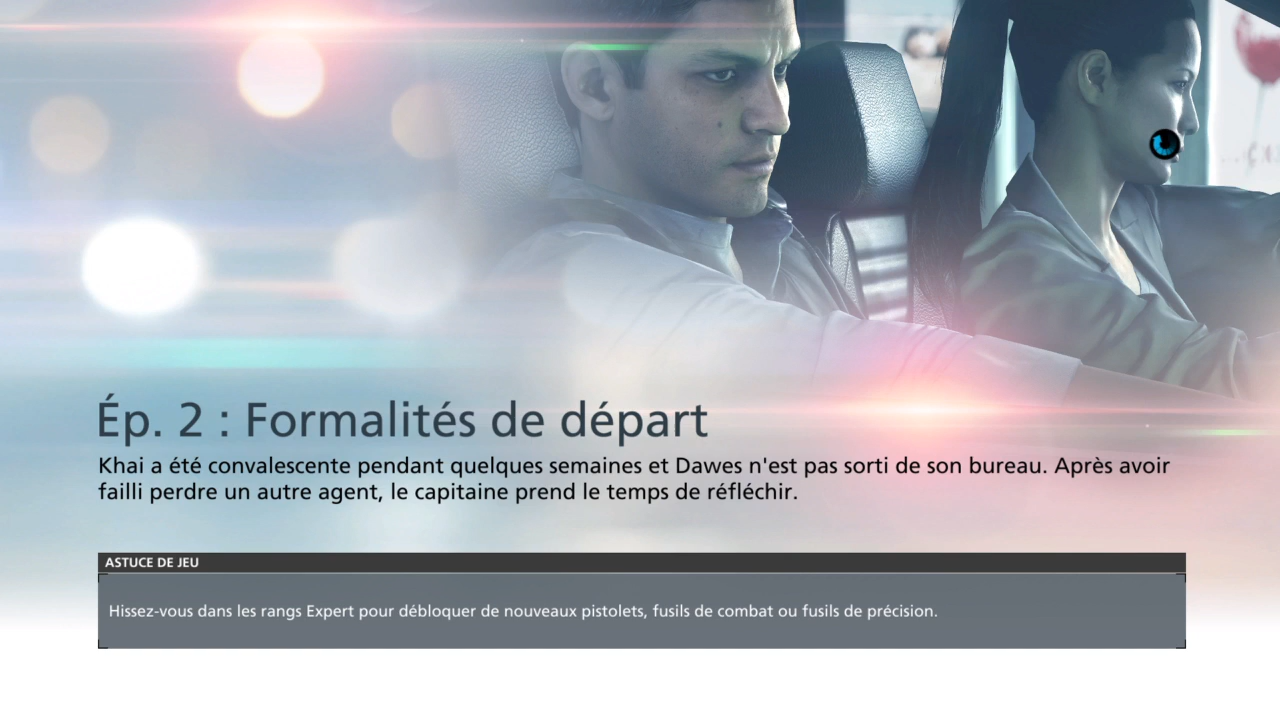 Ép. 2 : Formalités de départ
Khai a été convalescente pendant quelques semaines et Dawes n'est pas sorti de son bureau. Après avoir
failli perdre un autre agent, le capitaine prend le temps de réfléchir.
ASTUCE DE JEU
Hissez-vous dans les rangs Expert pour débloquer de nouveaux pistolets, fusils de combat ou fusils de précision.